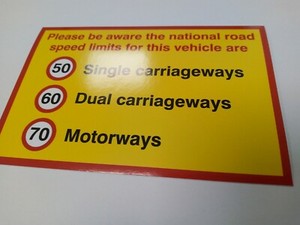 Please be aware the national road
speed limits for this vehicle are
50 Single carriageways
60 Dual carriageways
70 Motorways